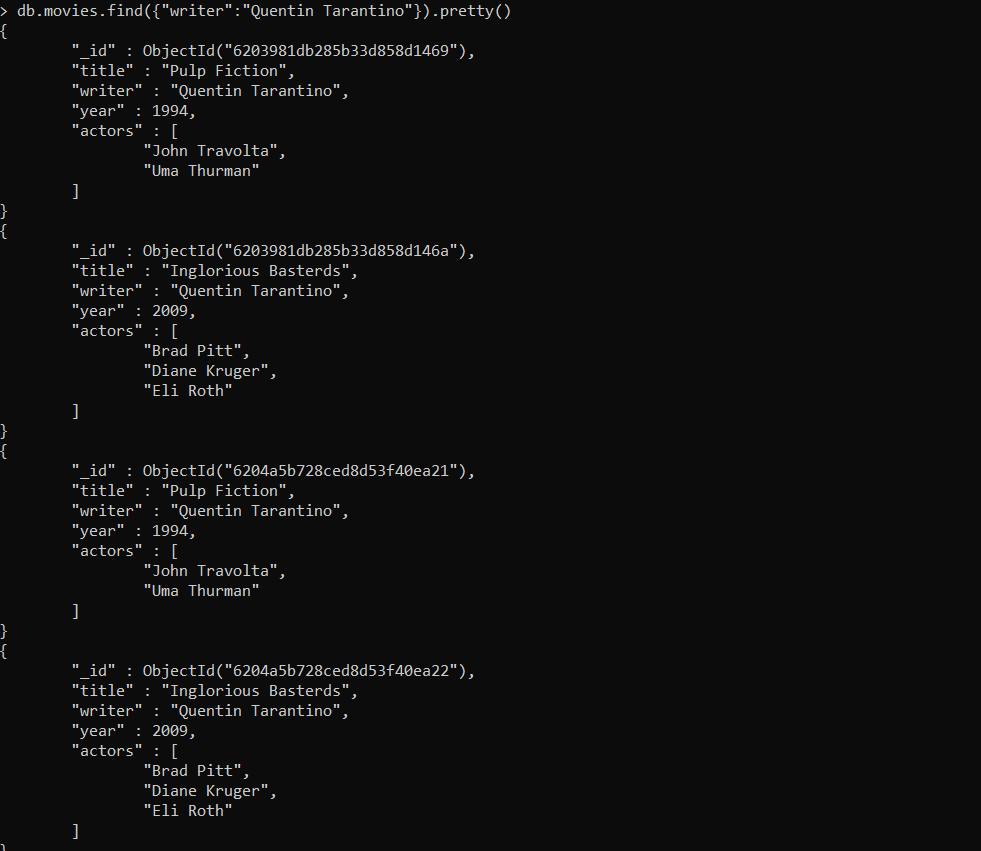 > db.movies.find({"writer":"Quentin Tarantino"}).pretty()
{
        "_id" : ObjectId("6203981db285b33d858d1469"),
        "title" : "Pulp Fiction",
        "writer" : "Quentin Tarantino",
        "year" : 1994,
        "actors" : [
                "John Travolta",
                "Uma Thurman"
        ]
}
{
        "_id" : ObjectId("6203981db285b33d858d146a"),
        "title" : "Inglorious Basterds",
        "writer" : "Quentin Tarantino",
        "year" : 2009,
        "actors" : [
                "Brad Pitt",
                "Diane Kruger",
                "Eli Roth"
        ]
}
{
        "_id" : ObjectId("6204a5b728ced8d53f40ea21"),
        "title" : "Pulp Fiction",
        "writer" : "Quentin Tarantino",
        "year" : 1994,
        "actors" : [
                "John Travolta",
                "Uma Thurman"
        ]
}
{
        "_id" : ObjectId("6204a5b728ced8d53f40ea22"),
        "title" : "Inglorious Basterds",
        "writer" : "Quentin Tarantino",
        "year" : 2009,
        "actors" : [
                "Brad Pitt",
                "Diane Kruger",
                "Eli Roth"
        ]
}